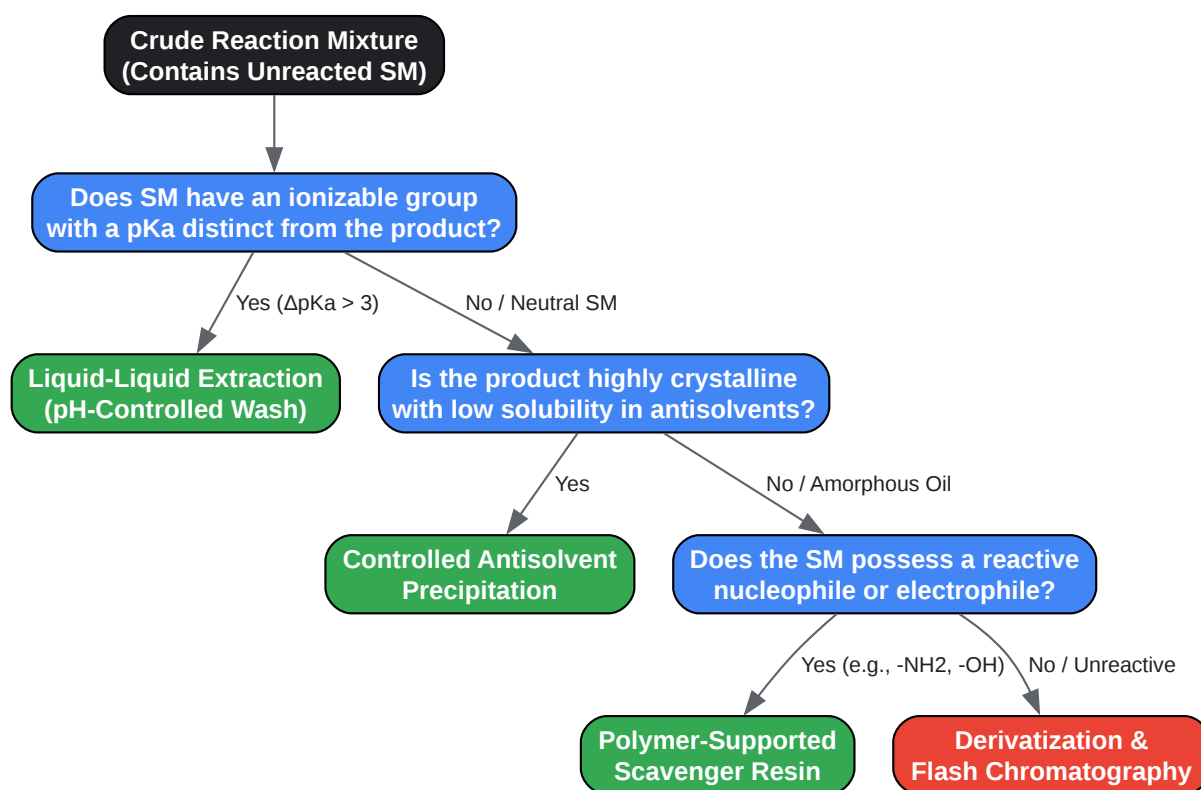 Crude Reaction Mixture
(Contains Unreacted SM)
Does SM have an ionizable group
with a pKa distinct from the product?
Yes (ΔpKa > 3)
No / Neutral SM
Liquid-Liquid Extraction
(pH-Controlled Wash)
Is the product highly crystalline
with low solubility in antisolvents?
Yes
No / Amorphous Oil
Controlled Antisolvent
Precipitation
Does the SM possess a reactive
nucleophile or electrophile?
Yes (e.g., -NH2, -OH)
No / Unreactive
Polymer-Supported
Scavenger Resin
Derivatization &
Flash Chromatography